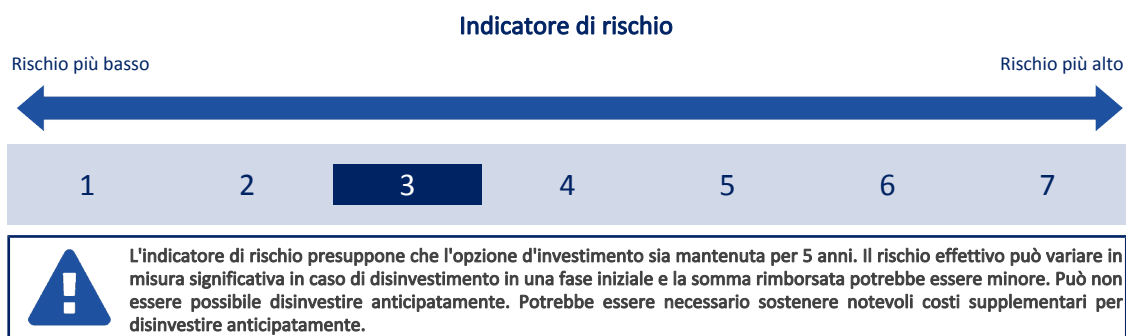 Indicatore di rischio
Rischio più basso
Rischio più alto
1 2 3 4 5 6 7
L'indicatore di rischio presuppone che l'opzione d'investimento sia mantenuta per 5 anni. Il rischio effettivo può variare in
misura significativa in caso di disinvestimento in una fase iniziale e la somma rimborsata potrebbe essere minore. Può non
essere possibile disinvestire anticipatamente. Potrebbe essere necessario sostenere notevoli costi supplementari per
disinvestire anticipatamente.